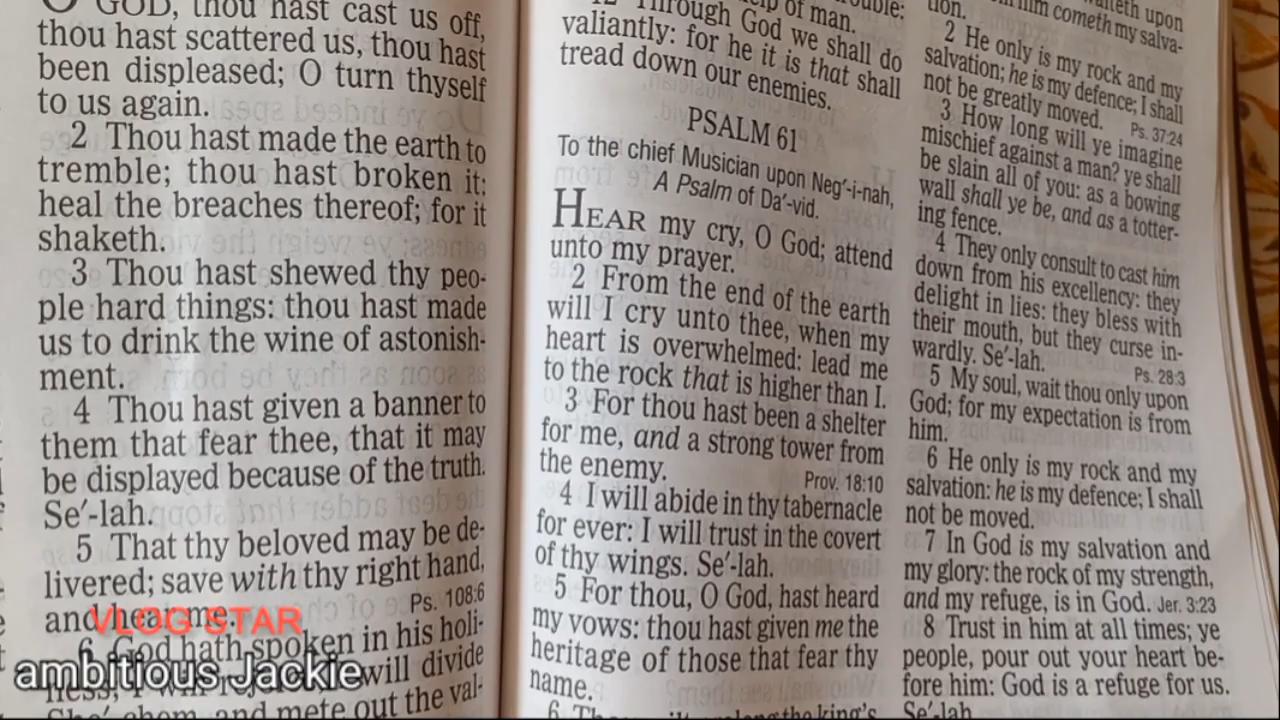 O GOD, thou hast cast us off,
thou hast scattered us, thou hast
been displeased; O turn thyself
to us again.
2 Thou hast made the earth to
tremble; thou hast broken it:
heal the breaches thereof; for it
shaketh.
3 Thou hast shewed thy peo-
ple hard things: thou hast made
us to drink the wine of astonish-
ment.
4 Thou hast given a banner to
them that fear thee, that it may
be displayed because of the truth.
Se′-lah.
5 That thy beloved may be de-
livered; save with thy right hand,
and hear me.
Ps. 108:6
6 God hath spoken in his holi-
ness; I will divide
and mete out the val-
help of man.
12 Through God we shall do
valiantly: for he it is that shall
tread down our enemies.
PSALM 61
To the chief Musician upon Neg′-i-nah,
A Psalm of Da′-vid.
HEAR my cry, O God; attend
unto my prayer.
2 From the end of the earth
will I cry unto thee, when my
heart is overwhelmed: lead me
to the rock that is higher than I.
3 For thou hast been a shelter
for me, and a strong tower from
the enemy.
Prov. 18:10
4 I will abide in thy tabernacle
for ever: I will trust in the covert
of thy wings. Se′-lah.
5 For thou, O God, hast heard
my vows: thou hast given me the
heritage of those that fear thy
name.
6 the king's
upon
him cometh my salva-
tion.
2 He only is my rock and my
salvation; he is my defence; I shall
not be greatly moved.
Ps. 37:24
3 How long will ye imagine
mischief against a man? ye shall
be slain all of you: as a bowing
wall shall ye be, and as a totter-
ing fence.
4 They only consult to cast him
down from his excellency: they
delight in lies: they bless with
their mouth, but they curse in-
wardly. Se′-lah.
Ps. 28:3
5 My soul, wait thou only upon
God; for my expectation is from
him.
6 He only is my rock and my
salvation: he is my defence; I shall
not be moved.
7 In God is my salvation and
my glory: the rock of my strength,
and my refuge, is in God. Jer. 3:23
8 Trust in him at all times; ye
people, pour out your heart be-
fore him: God is a refuge for us.
Se′-lah
VLOG STAR
ambitious Jackie